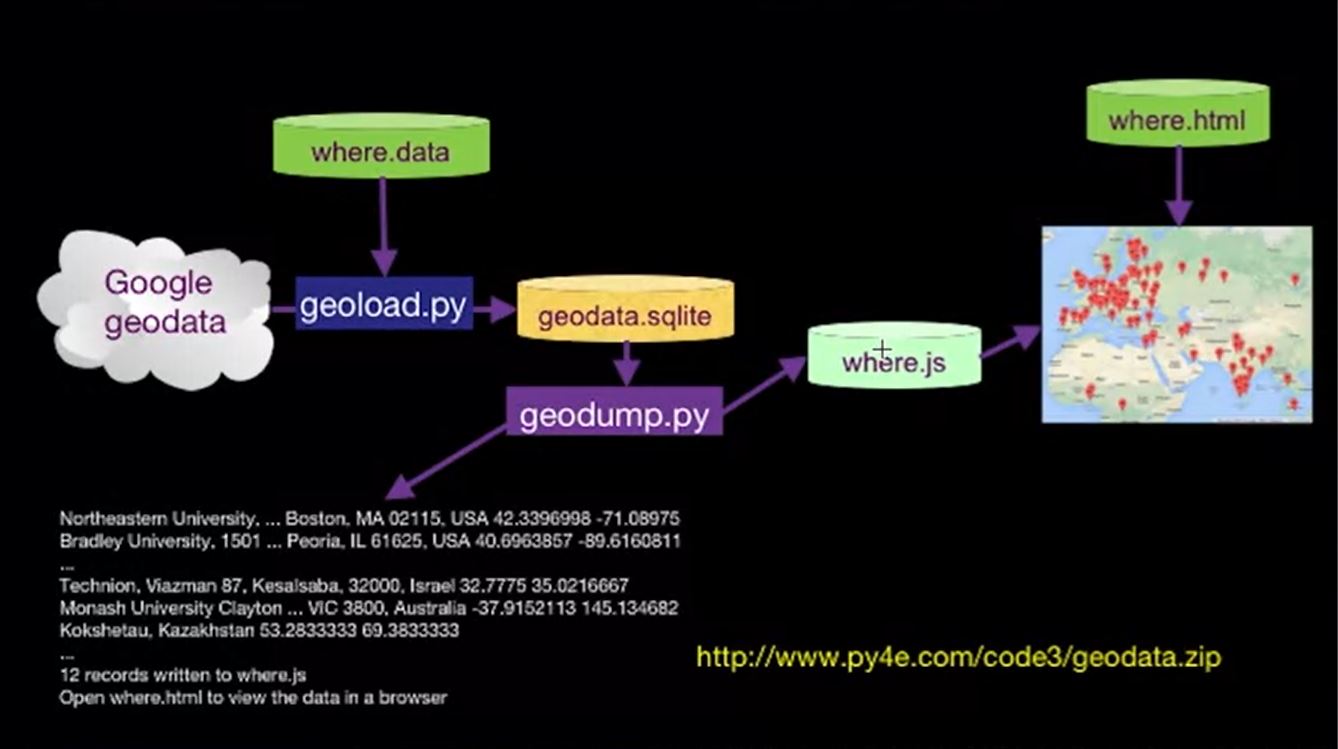 where.data
where.html
Google
geodata
geoload.py
geodata.sqlite
where.js
geodump.py
Northeastern University, ... Boston, MA 02115, USA 42.3396998 -71.08975
Bradley University, 1501 ... Peoria, IL 61625, USA 40.6963857 -89.6160811
...
Technion, Viazman 87, Kesalsaba, 32000, Israel 32.7775 35.0216667
Monash University Clayton ... VIC 3800, Australia -37.9152113 145.134682
Kokshetau, Kazakhstan 53.2833333 69.3833333
...
12 records written to where.js
Open where.html to view the data in a browser
http://www.py4e.com/code3/geodata.zip